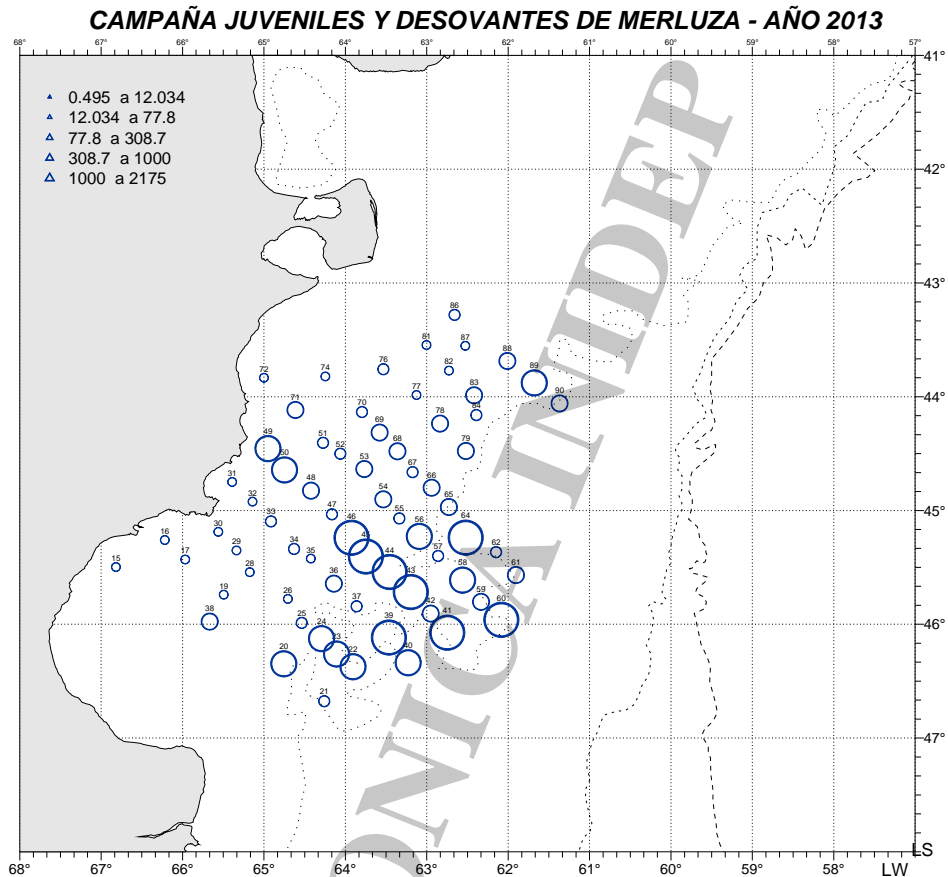 CAMPAÑA JUVENILES Y DESOVANTES DE MERLUZA - AÑO 2013
68° 67° 66° 65° 64° 63° 62° 61° 60° 59° 58° 57°
41°
0.495 a 12.034
12.034 a 77.8
77.8 a 308.7
308.7 a 1000
1000 a 2175
42°
43°
86
81 87
88
76 82 89
72 74
77 83 90
44°
71 70 84
78
69
49 51 52 68 79
50 53 67
31 48 66
32 54 65
47 55
33 46 56 64
30
26 45
29 34 57 62
15 17 35 44 58 61
28 36 43
19 59
26 37 42 60
38 25 39 41
46°
24
23
20 22 40
21
45°
47°
68° 67° 66° 65° 64° 63° 62° 61° 60° 59° 58°
LS
LW
ONICA INIDEP